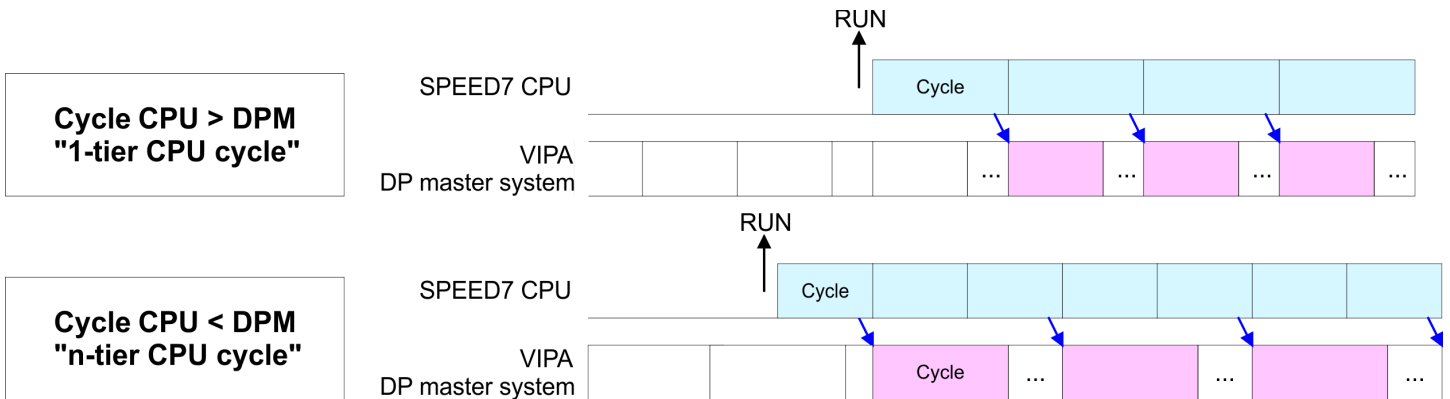 RUN
SPEED7 CPU
Cycle
Cycle CPU > DPM
"1-tier CPU cycle"
VIPA
DP master system
...
...
...
...
RUN
SPEED7 CPU
Cycle
Cycle CPU < DPM
"n-tier CPU cycle"
VIPA
DP master system
Cycle
...
...
...